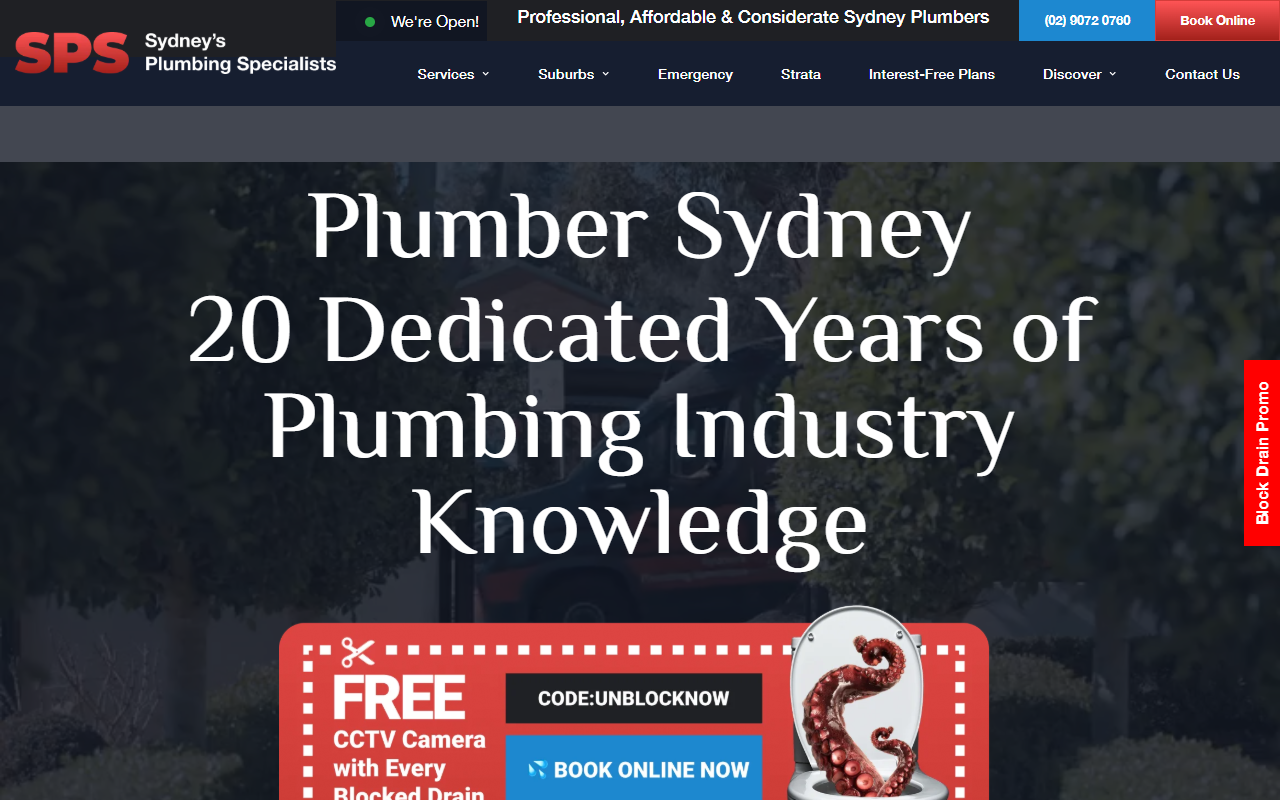 We're Open!
Professional, Affordable & Considerate Sydney Plumbers
(02) 9072 0760
Book Online
SPS
Sydney's
Plumbing Specialists
Services
Suburbs
Emergency
Strata
Interest-Free Plans
Discover
Contact Us
Plumber Sydney
20 Dedicated Years of
Plumbing Industry
Knowledge
Block Drain Promo
FREE
CCTV Camera
with Every
Blocked Drain
CODE:UNBLOCKNOW
BOOK ONLINE NOW